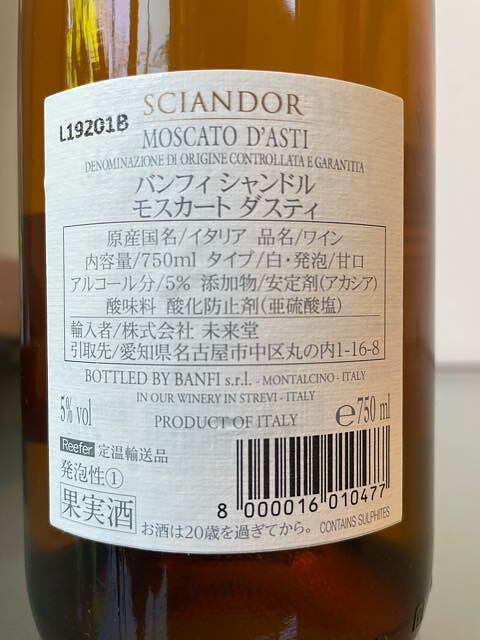 SCIANDOR
L19201B
MOSCATO D'ASTI
DENOMINAZIONE DI ORIGINE CONTROLLATA E GARANTITA
バンフィ シャンドル
モスカート ダスティ
原産国名/イタリア 品名/ワイン
内容量/750ml タイプ/白・発泡/甘口
アルコール分/5% 添加物/安定剤(アカシア)
酸味料 酸化防止剤(亜硫酸塩)
輸入者/株式会社 未来堂
引取先/愛知県名古屋市中区丸の内1-16-8
BOTTLED BY BANFI s.r.l. - MONTALCINO - ITALY
IN OUR WINERY IN STREVI - ITALY
5% vol
PRODUCT OF ITALY
e 750 ml
Reefer 定温輸送品
発泡性①
果実酒
8 000016 010477
お酒は20歳を過ぎてから。
CONTAINS SULPHITES